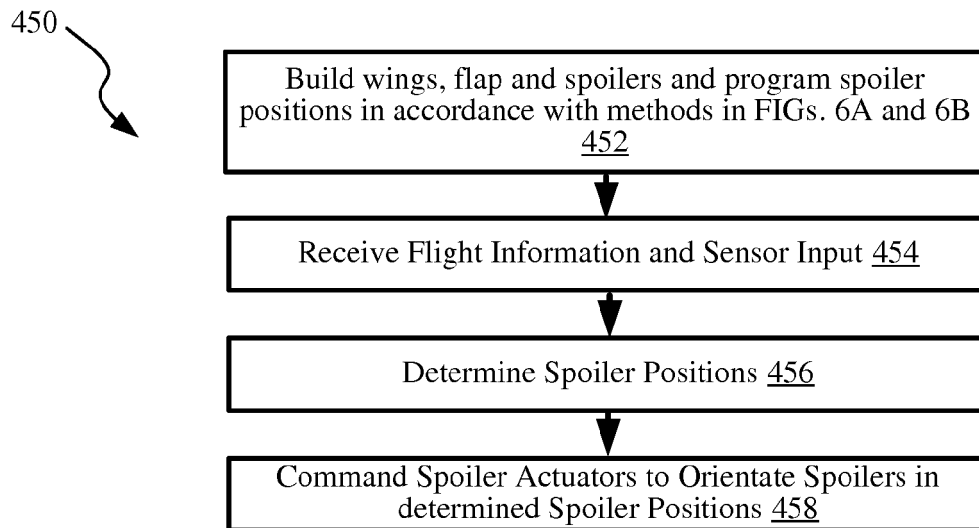 450
Build wings, flap and spoilers and program spoiler
positions in accordance with methods in FIGs. 6A and 6B
452
Receive Flight Information and Sensor Input 454
Determine Spoiler Positions 456
Command Spoiler Actuators to Orientate Spoilers in
determined Spoiler Positions 458